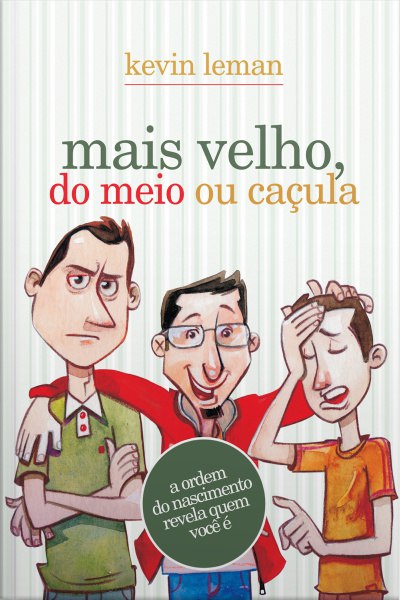 kevin leman
mais velho,
do meio ou caçula
a ordem
do nascimento
revela quem
você é